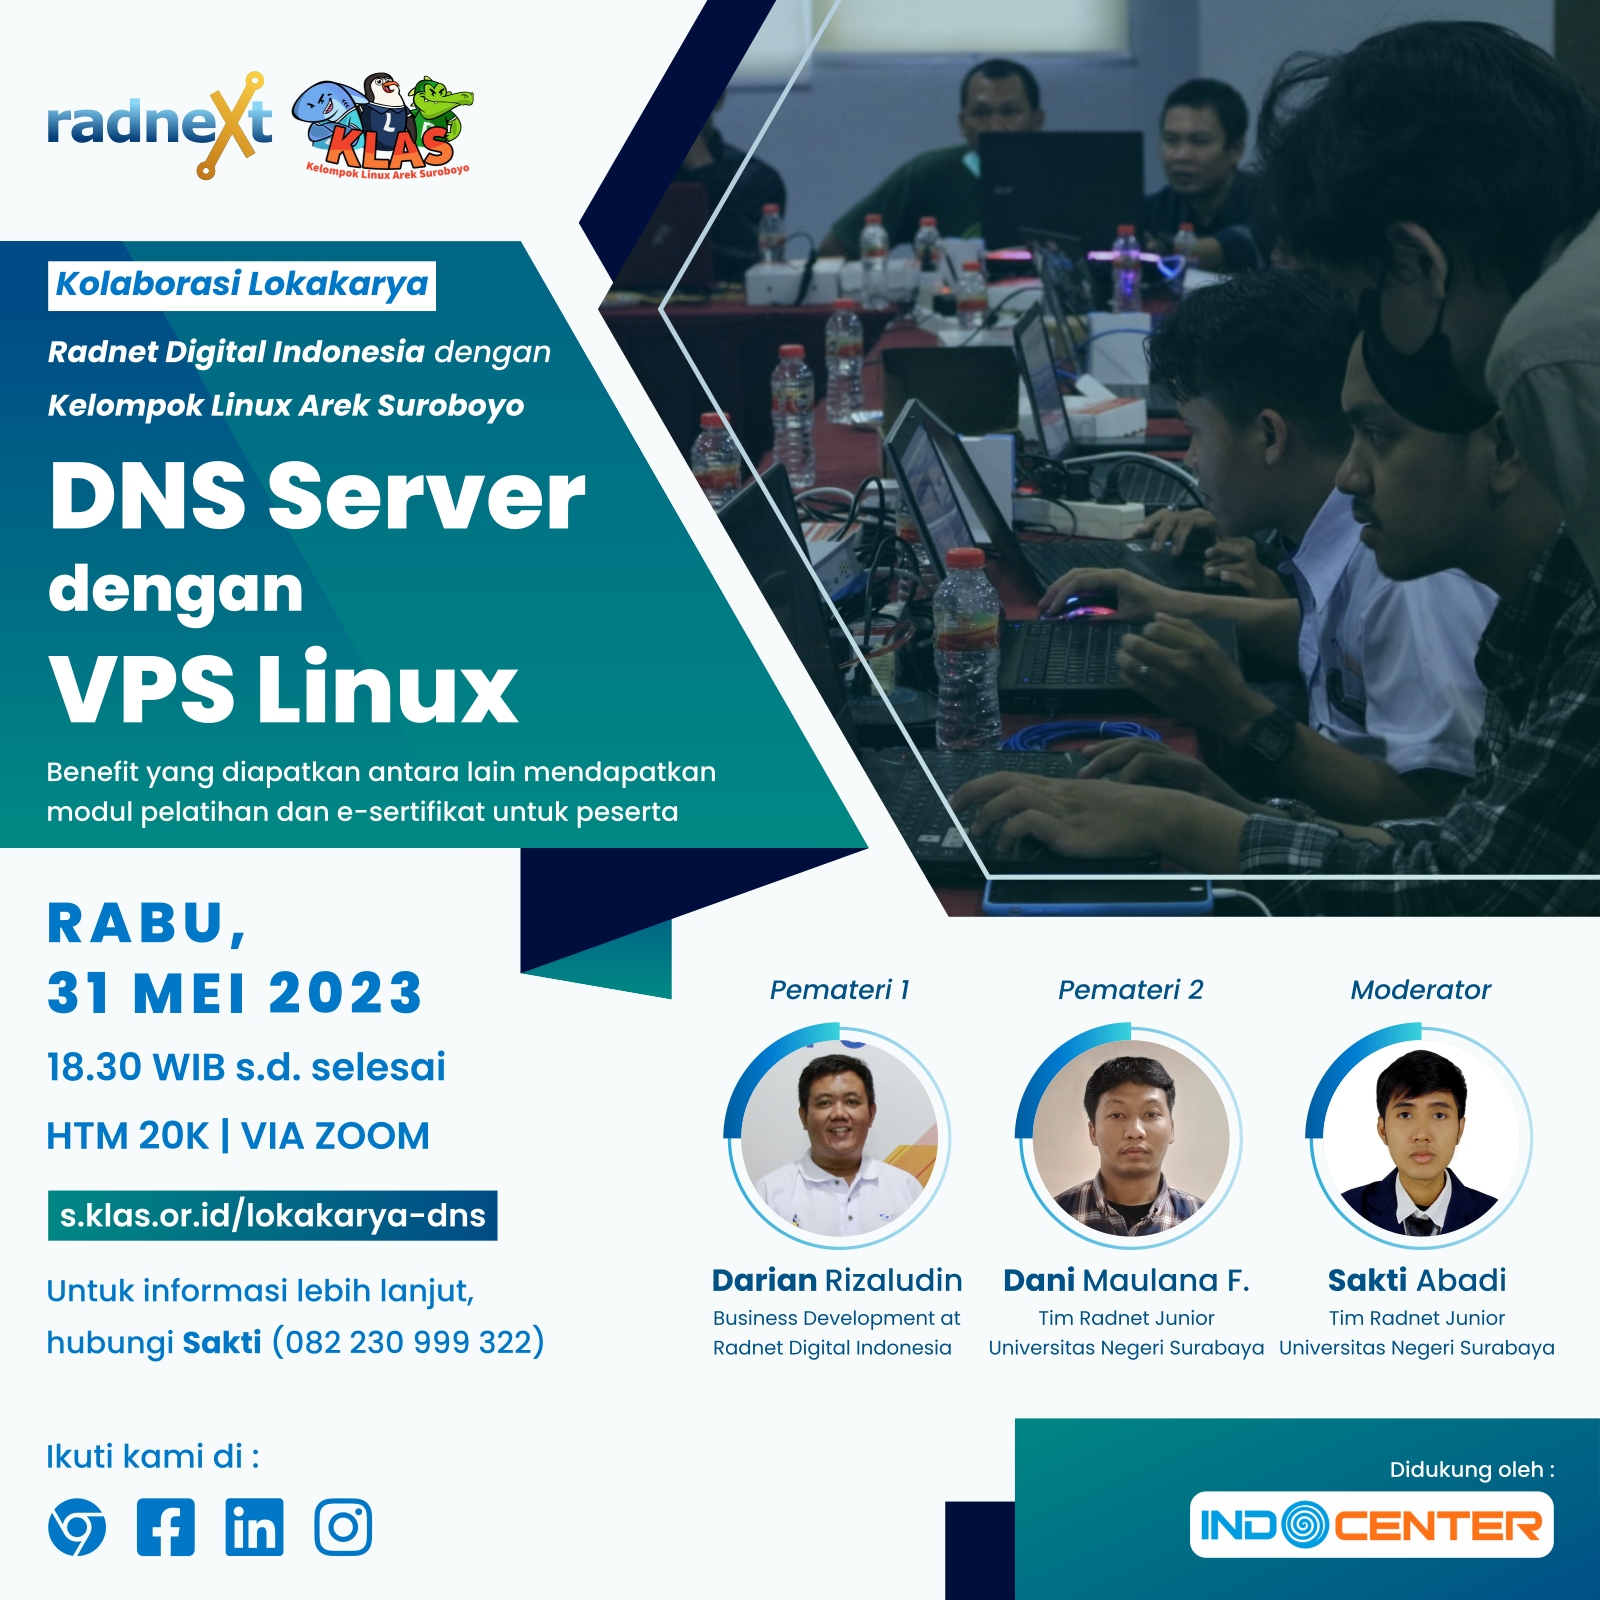 radnext
KLAS
Kelompok Linux Arek Suroboyo
Kolaborasi Lokakarya
Radnet Digital Indonesia dengan
Kelompok Linux Arek Suroboyo
DNS Server
dengan
VPS Linux
Benefit yang diapatkan antara lain mendapatkan
modul pelatihan dan e-sertifikat untuk peserta
RABU,
31 MEI 2023
18.30 WIB s.d. selesai
HTM 20K | VIA ZOOM
s.klas.or.id/lokakarya-dns
Untuk informasi lebih lanjut,
hubungi Sakti (082 230 999 322)
Ikuti kami di :
Pemateri 1
Darian Rizaludin
Business Development at
Radnet Digital Indonesia
Pemateri 2
Dani Maulana F.
Tim Radnet Junior
Universitas Negeri Surabaya
Moderator
Sakti Abadi
Tim Radnet Junior
Universitas Negeri Surabaya
Didukung oleh :
INDOCENTER